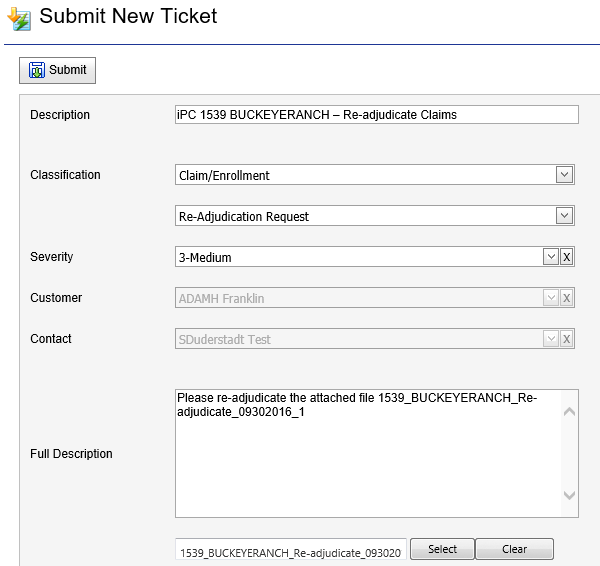 Submit New Ticket
Submit
Description
iPC 1539 BUCKEYERANCH – Re-adjudicate Claims
Classification
Claim/Enrollment
Re-Adjudication Request
Severity
3-Medium
X
Customer
ADAMH Franklin
X
Contact
SDuderstadt Test
X
Full Description
Please re-adjudicate the attached file 1539_BUCKEYERANCH_Re-
adjudicate_09302016_1
1539_BUCKEYERANCH_Re-adjudicate_093020
Select
Clear